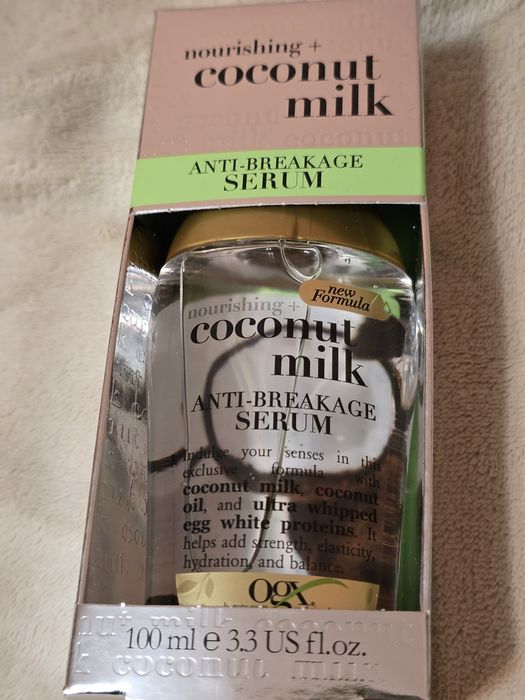 nourishing +
coconut
milk
ANTI-BREAKAGE
SERUM
new
Formula
nourishing +
coconut
milk
ANTI-BREAKAGE
SERUM
Indulge your senses in this
exclusive formula with
coconut milk, coconut
oil, and ultra whipped
egg white proteins. It
helps add strength, elasticity,
hydration, and balance.
ogx
100 ml e 3.3 US fl.oz.